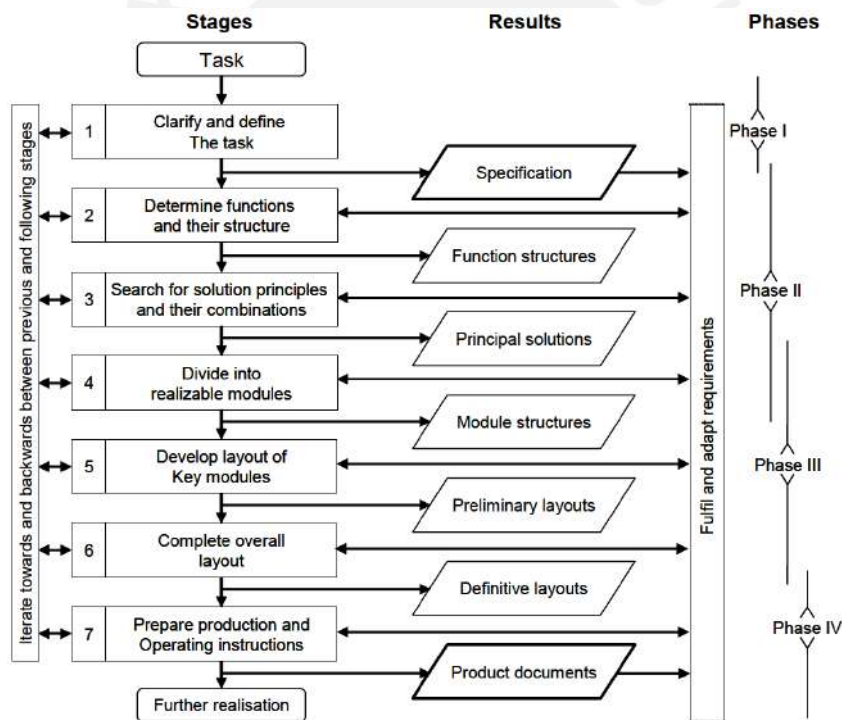 Stages Results Phases
Task
1
Clarify and define
The task
Phase I
Specification
2
Determine functions
and their structure
Function structures
3
Search for solution principles
and their combinations
Phase II
Principal solutions
4
Divide into
realizable modules
Module structures
5
Develop layout of
Key modules
Phase III
Preliminary layouts
6
Complete overall
layout
Definitive layouts
7
Prepare production and
Operating instructions
Phase IV
Product documents
Further realisation
Iterate towards and backwards between previous and following stages
Fulfil and adapt requirements